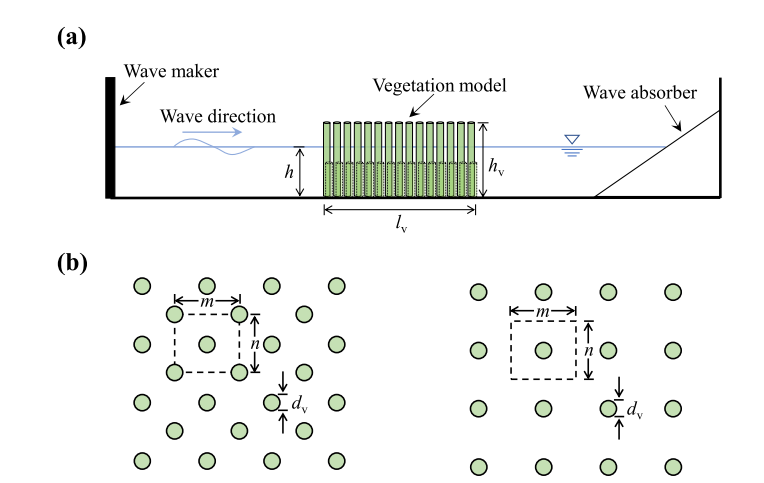 (a)
Wave maker
Vegetation model
Wave absorber
Wave direction
h
hv
lv
(b)
m
m
n
n
dv
dv